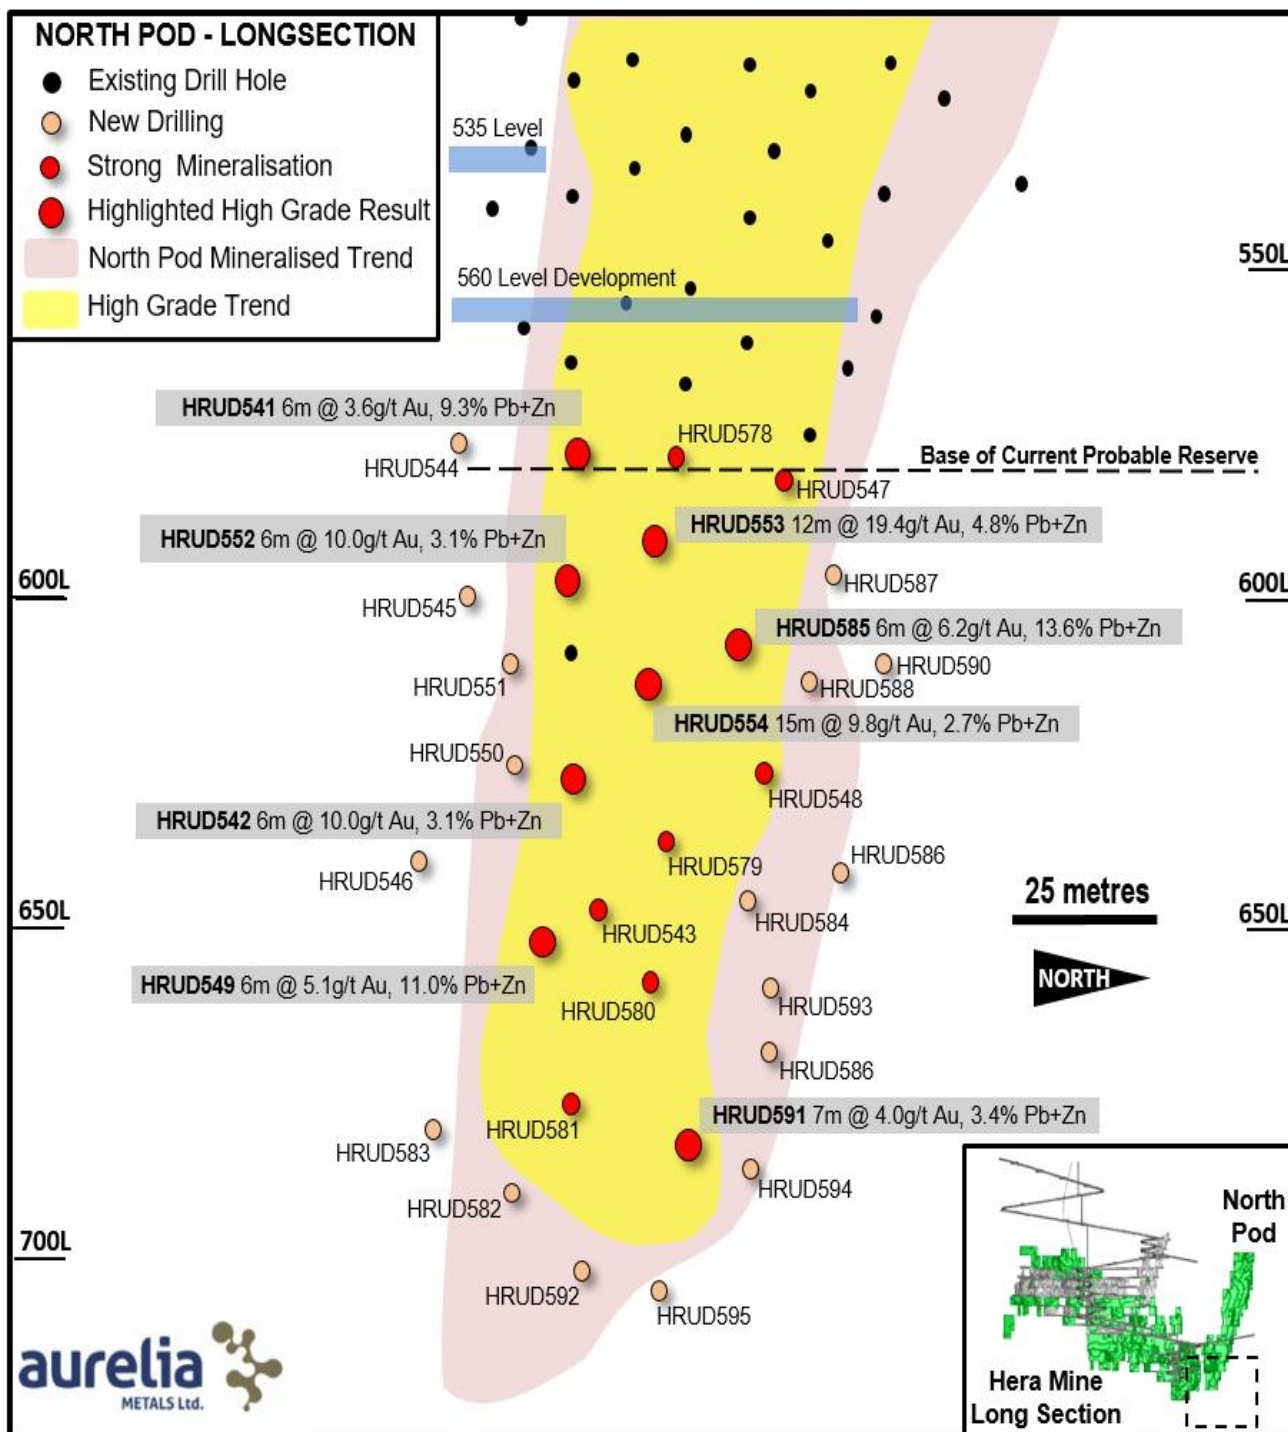 NORTH POD - LONGSECTION
Existing Drill Hole
New Drilling
Strong Mineralisation
Highlighted High Grade Result
North Pod Mineralised Trend
High Grade Trend
535 Level
550L
560 Level Development
HRUD541 6m @ 3.6g/t Au, 9.3% Pb+Zn
HRUD578
HRUD544
Base of Current Probable Reserve
HRUD547
HRUD553 12m @ 19.4g/t Au, 4.8% Pb+Zn
HRUD552 6m @ 10.0g/t Au, 3.1% Pb+Zn
600L
HRUD587
600L
HRUD545
HRUD585 6m @ 6.2g/t Au, 13.6% Pb+Zn
HRUD590
HRUD551
HRUD588
HRUD554 15m @ 9.8g/t Au, 2.7% Pb+Zn
HRUD550
HRUD548
HRUD542 6m @ 10.0g/t Au, 3.1% Pb+Zn
HRUD586
HRUD579
HRUD546
25 metres
650L
HRUD584
650L
HRUD543
NORTH
HRUD549 6m @ 5.1g/t Au, 11.0% Pb+Zn
HRUD580
HRUD593
HRUD586
HRUD591 7m @ 4.0g/t Au, 3.4% Pb+Zn
HRUD581
HRUD583
HRUD594
HRUD582
North
Pod
700L
HRUD592
HRUD595
aurelia
METALS Ltd.
Hera Mine
Long Section